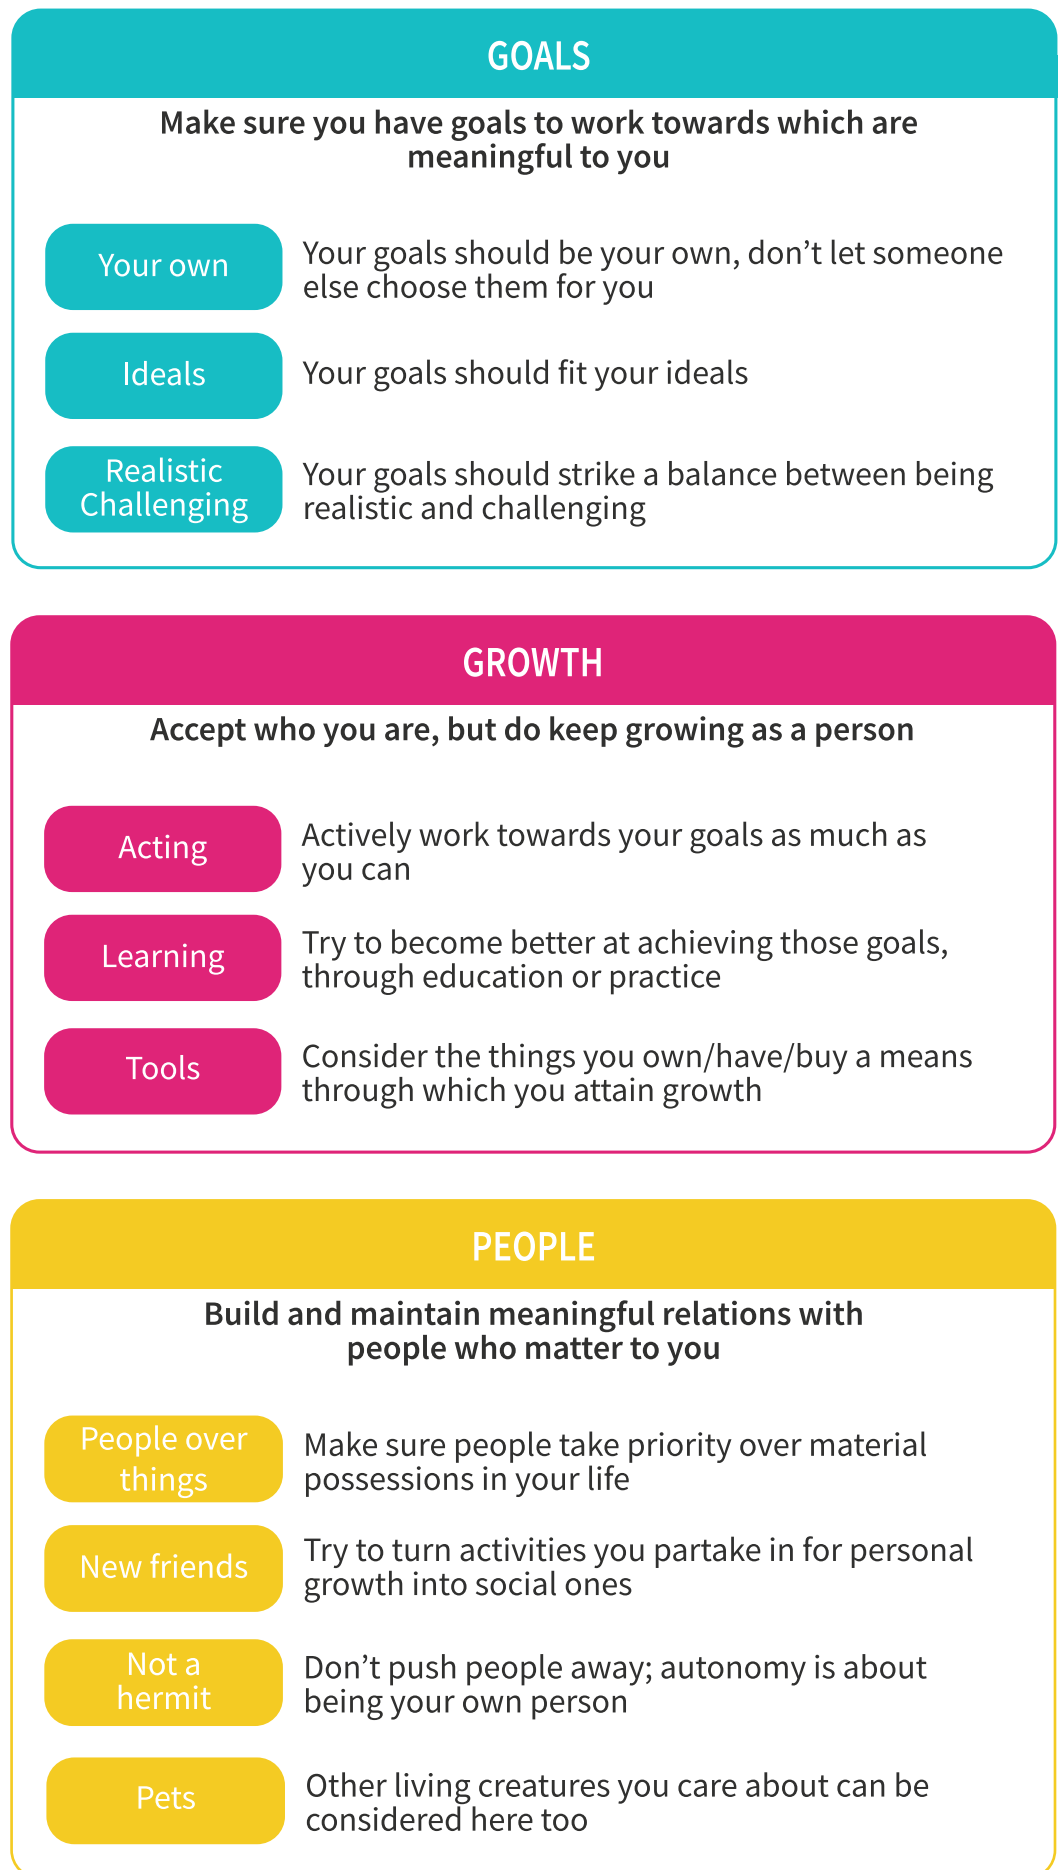 GOALS
Make sure you have goals to work towards which are
meaningful to you
Your own
Your goals should be your own, don’t let someone
else choose them for you
Ideals
Your goals should fit your ideals
Realistic
Challenging
Your goals should strike a balance between being
realistic and challenging
GROWTH
Accept who you are, but do keep growing as a person
Acting
Actively work towards your goals as much as
you can
Learning
Try to become better at achieving those goals,
through education or practice
Tools
Consider the things you own/have/buy a means
through which you attain growth
PEOPLE
Build and maintain meaningful relations with
people who matter to you
People over
things
Make sure people take priority over material
possessions in your life
New friends
Try to turn activities you partake in for personal
growth into social ones
Not a
hermit
Don’t push people away; autonomy is about
being your own person
Pets
Other living creatures you care about can be
considered here too